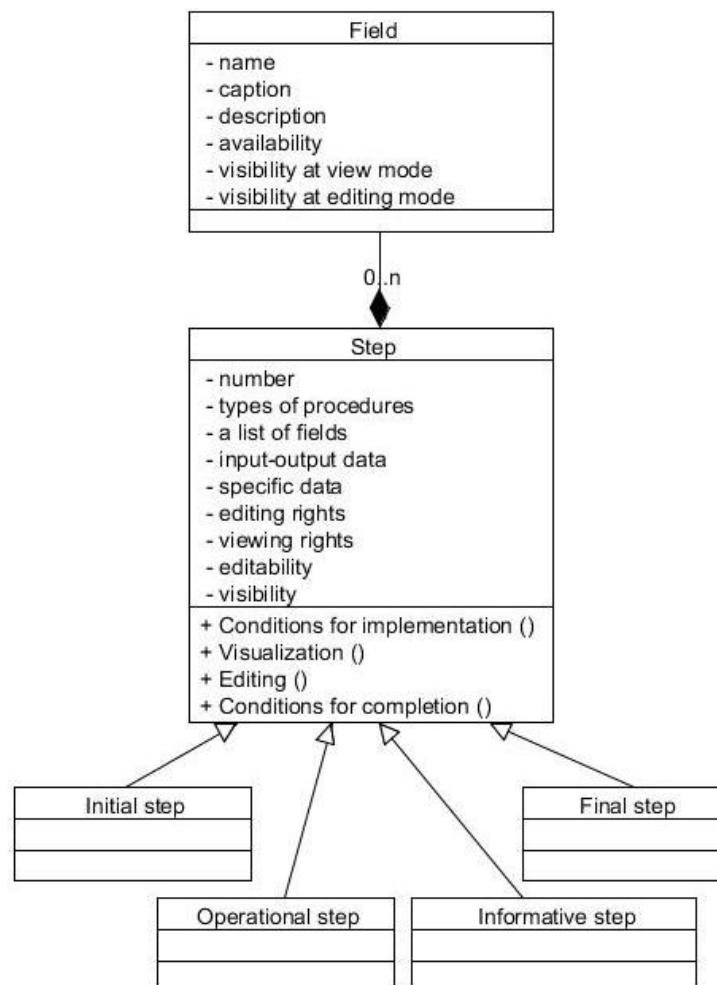 Field
- name
- caption
- description
- availability
- visibility at view mode
- visibility at editing mode
0..n
Step
- number
- types of procedures
- a list of fields
- input-output data
- specific data
- editing rights
- viewing rights
- editability
- visibility
+ Conditions for implementation ()
+ Visualization ()
+ Editing ()
+ Conditions for completion ()
Initial step
Final step
Operational step
Informative step